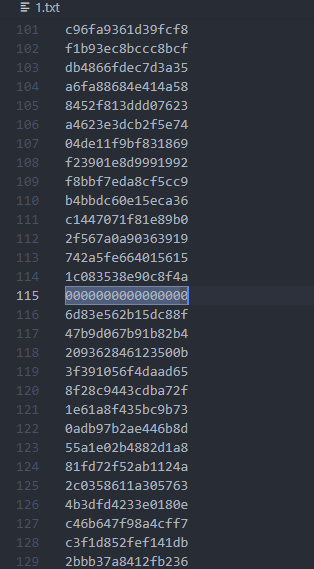 1.txt
101 c96fa9361d39fcf8
102 f1b93ec8bccc8bcf
103 db4866fdec7d3a35
104 a6fa88684e414a58
105 8452f813ddd07623
106 a4623e3dcb2f5e74
107 04de11f9bf831869
108 f23901e8d9991992
109 f8bbf7eda8cf5cc9
110 b4bbdc60e15eca36
111 c1447071f81e89b0
112 2f567a0a90363919
113 742a5fe664015615
114 1c083538e90c8f4a
115 0000000000000000
116 6d83e562b15dc88f
117 47b9d067b91b82b4
118 209362846123500b
119 3f391056f4daad65
120 8f28c9443cdba72f
121 1e61a8f435bc9b73
122 0adb97b2ae446b8d
123 55a1e02b4882d1a8
124 81fd72f52ab1124a
125 2c0358611a305763
126 4b3dfd4233e0180e
127 c46b647f98a4cff7
128 c3f1d852fef141db
129 2bbb37a8412fb236